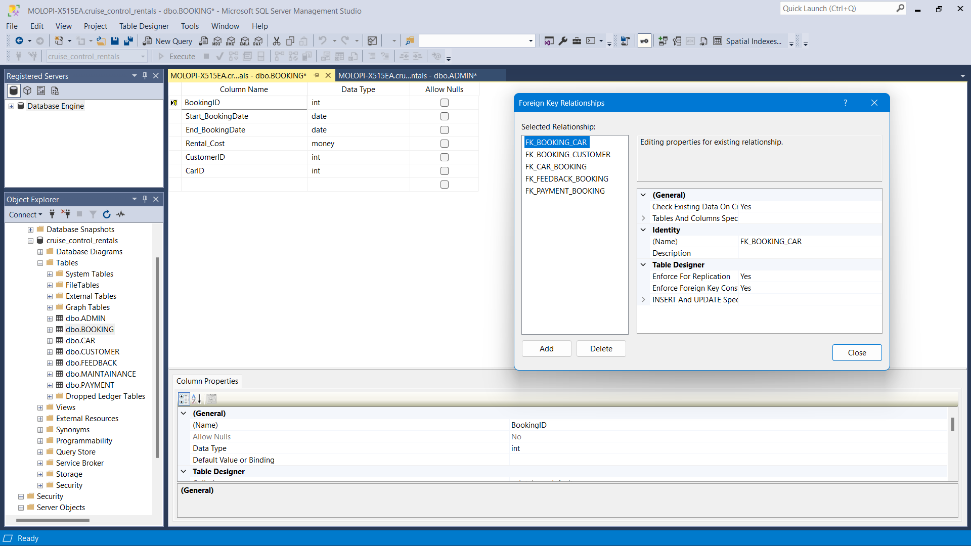 MOLOPI-X515EA.cruise_control_rentals - dbo.BOOKING* - Microsoft SQL Server Management Studio
Quick Launch (Ctrl+Q)
File Edit View Project Table Designer Tools Window Help
New Query
Spatial Indexes...
cruise_control_rentals
Execute
Registered Servers
Database Engine
Object Explorer
Connect
Database Snapshots
cruise_control_rentals
Database Diagrams
Tables
System Tables
FileTables
External Tables
Graph Tables
dbo.ADMIN
dbo.BOOKING
dbo.CAR
dbo.CUSTOMER
dbo.FEEDBACK
dbo.MAINTAINANCE
dbo.PAYMENT
Dropped Ledger Tables
Views
External Resources
Synonyms
Programmability
Query Store
Service Broker
Storage
Security
Security
Server Objects
MOLOPI-X515EA.cr...als - dbo.BOOKING*
MOLOPI-X515EA.cru...ntals - dbo.ADMIN*
Column Name Data Type Allow Nulls
BookingID int
Start_BookingDate date
End_BookingDate date
Rental_Cost money
CustomerID int
CarID int
Foreign Key Relationships ?
Selected Relationship:
FK_BOOKING_CAR
FK_BOOKING_CUSTOMER
FK_CAR_BOOKING
FK_FEEDBACK_BOOKING
FK_PAYMENT_BOOKING
Editing properties for existing relationship.
(General)
Check Existing Data On Cr Yes
Tables And Columns Spec
Identity
(Name) FK_BOOKING_CAR
Description
Table Designer
Enforce For Replication Yes
Enforce Foreign Key Cons Yes
INSERT And UPDATE Spec
Add Delete
Close
Column Properties
(General)
(Name) BookingID
Allow Nulls No
Data Type int
Default Value or Binding
Table Designer
(General)
Ready